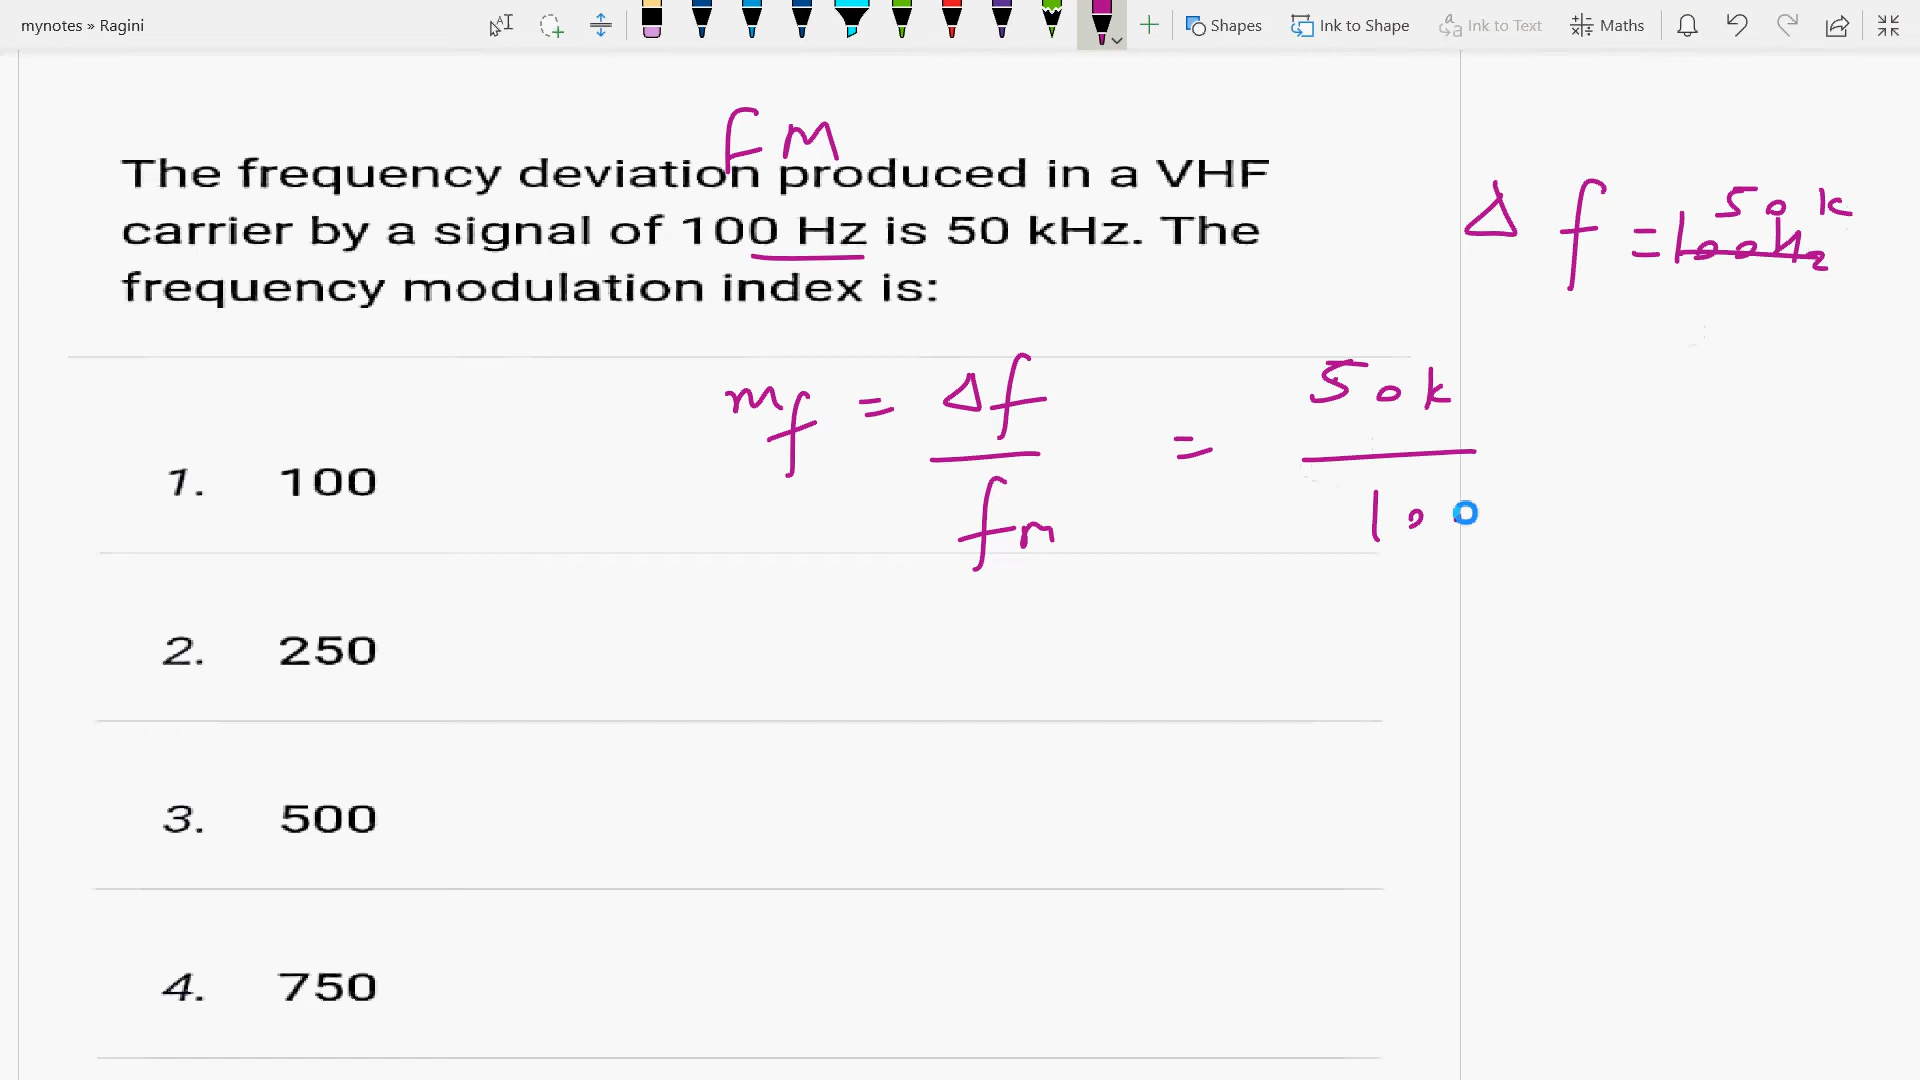 mynotes » Ragini
Shapes
Ink to Shape
Ink to Text
Maths
FM
The frequency deviation produced in a VHF
carrier by a signal of 100 Hz is 50 kHz. The
frequency modulation index is:
Δf = 100Hz 50k
mf = Δf / fm = 50k / 100
1. 100
2. 250
3. 500
4. 750